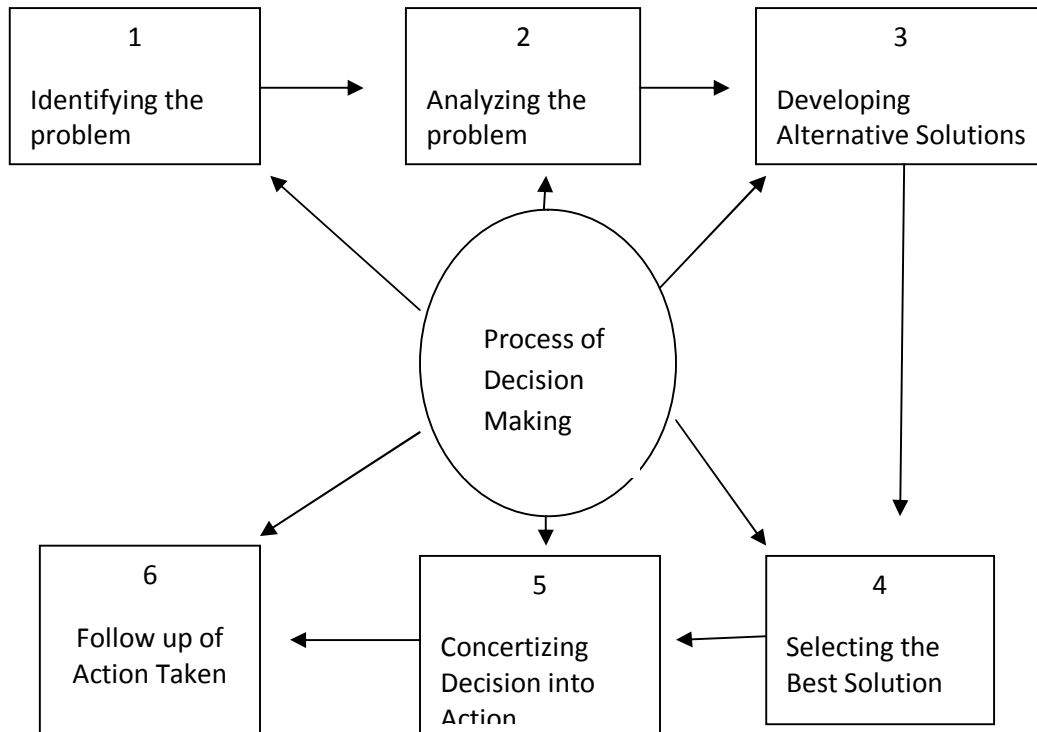 1
Identifying the
problem
2
Analyzing the
problem
3
Developing
Alternative Solutions
Process of
Decision
Making
4
Selecting the
Best Solution
5
Concertizing
Decision into
Action
6
Follow up of
Action Taken